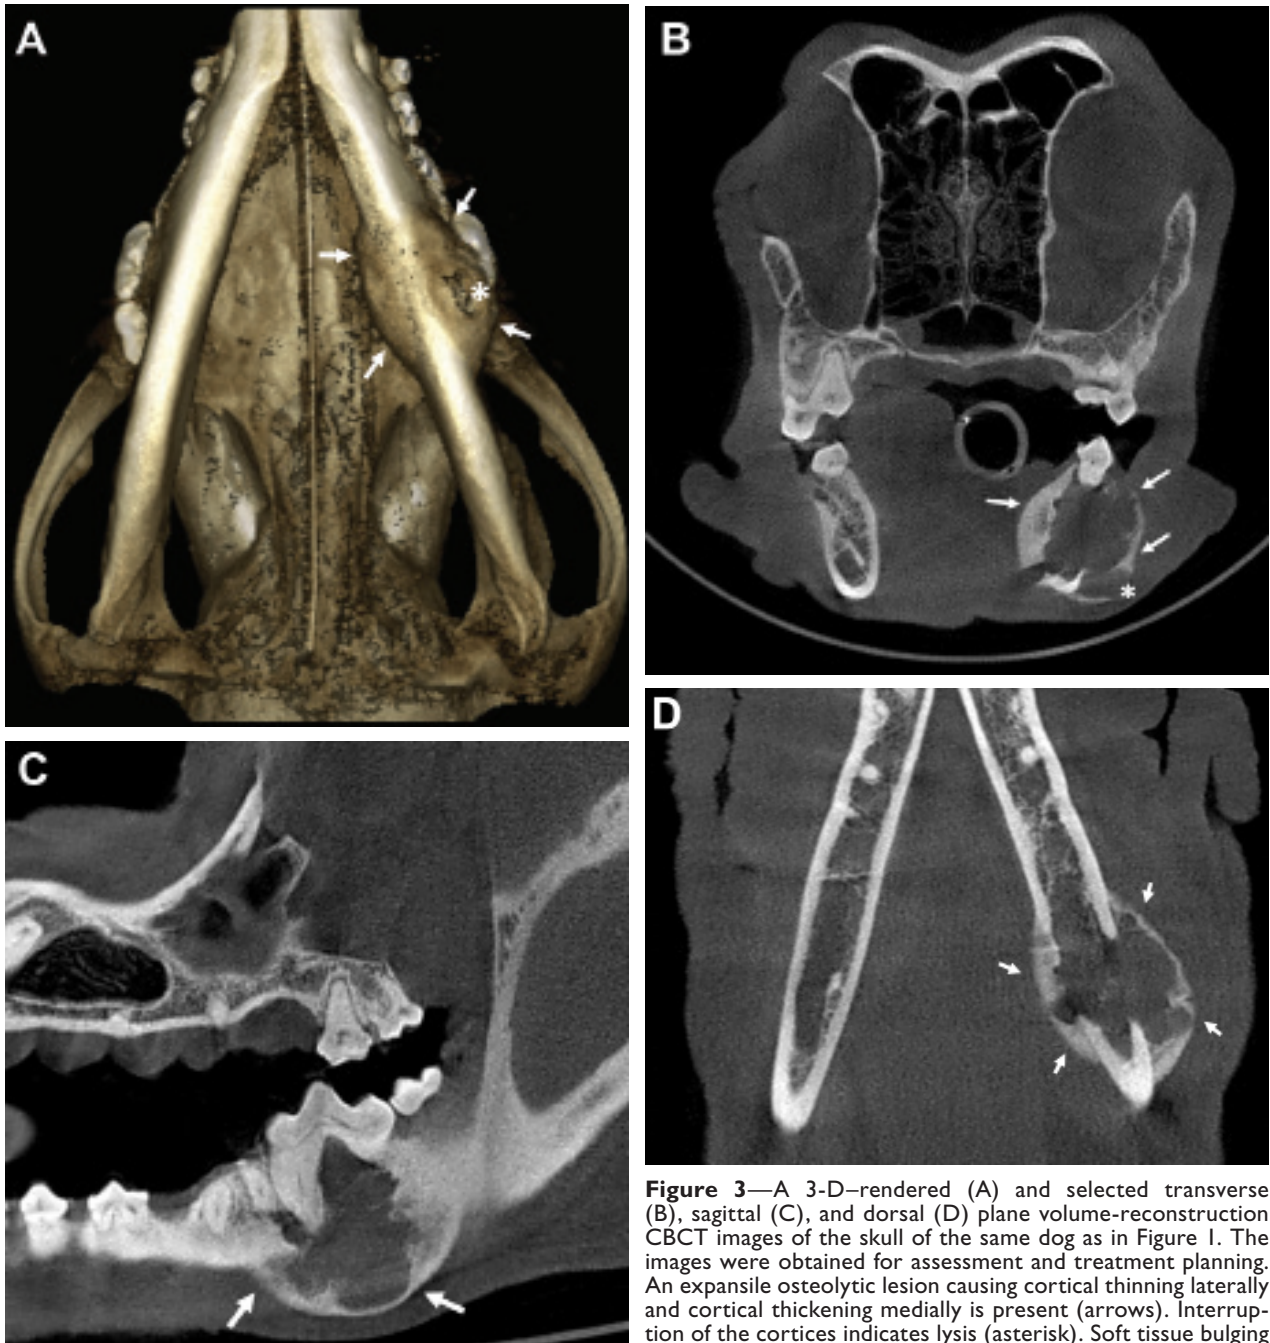 A
B
C
D
*
*
Figure 3—A 3-D–rendered (A) and selected transverse
(B), sagittal (C), and dorsal (D) plane volume-reconstruction
CBCT images of the skull of the same dog as in Figure 1. The
images were obtained for assessment and treatment planning.
An expansile osteolytic lesion causing cortical thinning laterally
and cortical thickening medially is present (arrows). Interrup-
tion of the cortices indicates lysis (asterisk). Soft tissue bulging